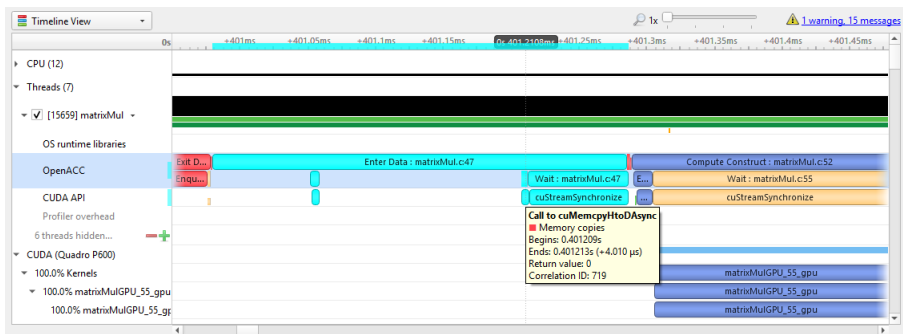 Timeline View
1x
1 warning, 15 messages
0s
+401ms
+401.05ms
+401.1ms
+401.15ms
0s 401.2108ms
+401.25ms
+401.3ms
+401.35ms
+401.4ms
+401.45ms
CPU (12)
Threads (7)
[15659] matrixMul
OS runtime libraries
OpenACC
Exit D...
Enter Data : matrixMul.c:47
Compute Construct : matrixMul.c:52
Enqu...
Wait : matrixMul.c:47
E...
Wait : matrixMul.c:55
CUDA API
cuStreamSynchronize
...
cuStreamSynchronize
Profiler overhead
6 threads hidden...
Call to cuMemcpyHtoDAsync
Memory copies
Begins: 0.401209s
Ends: 0.401213s (+4.010 µs)
Return value: 0
Correlation ID: 719
CUDA (Quadro P600)
100.0% Kernels
matrixMulGPU_55_gpu
100.0% matrixMulGPU_55_gpu
matrixMulGPU_55_gpu
100.0% matrixMulGPU_55_gp
matrixMulGPU_55_gpu